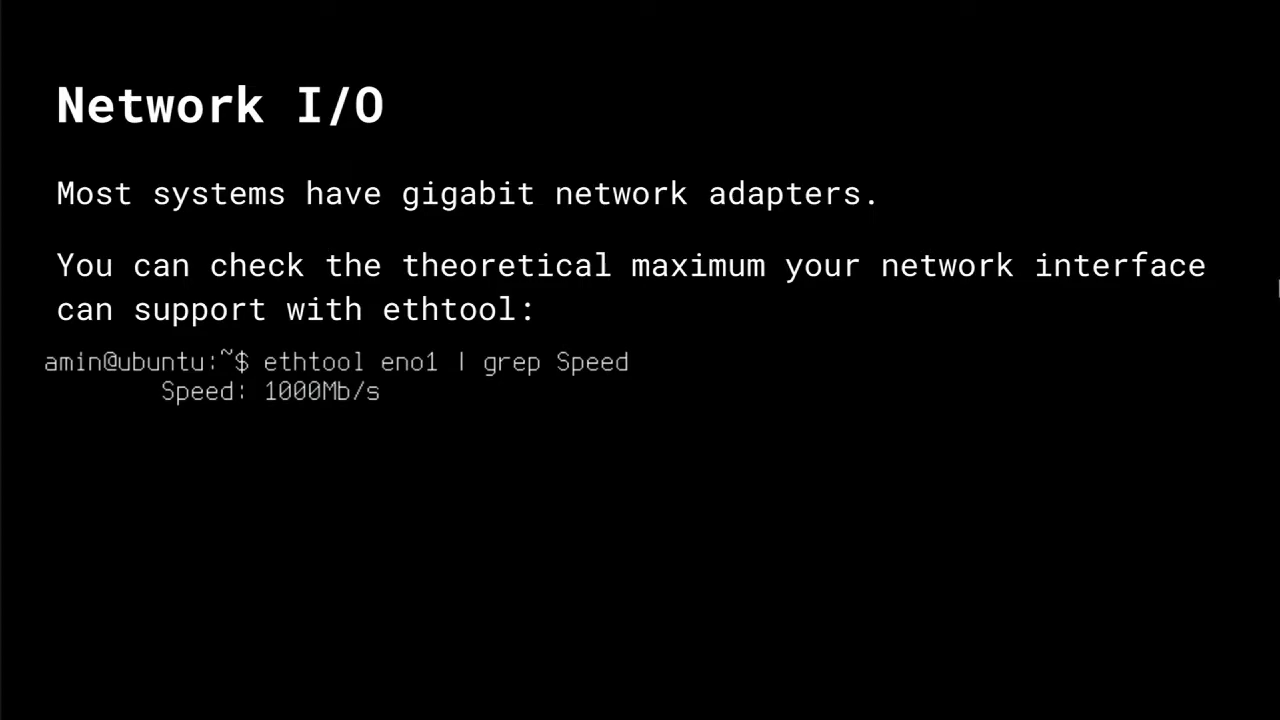 Network I/O
Most systems have gigabit network adapters.
You can check the theoretical maximum your network interface
can support with ethtool:
amin@ubuntu:~$ ethtool eno1 | grep Speed
Speed: 1000Mb/s